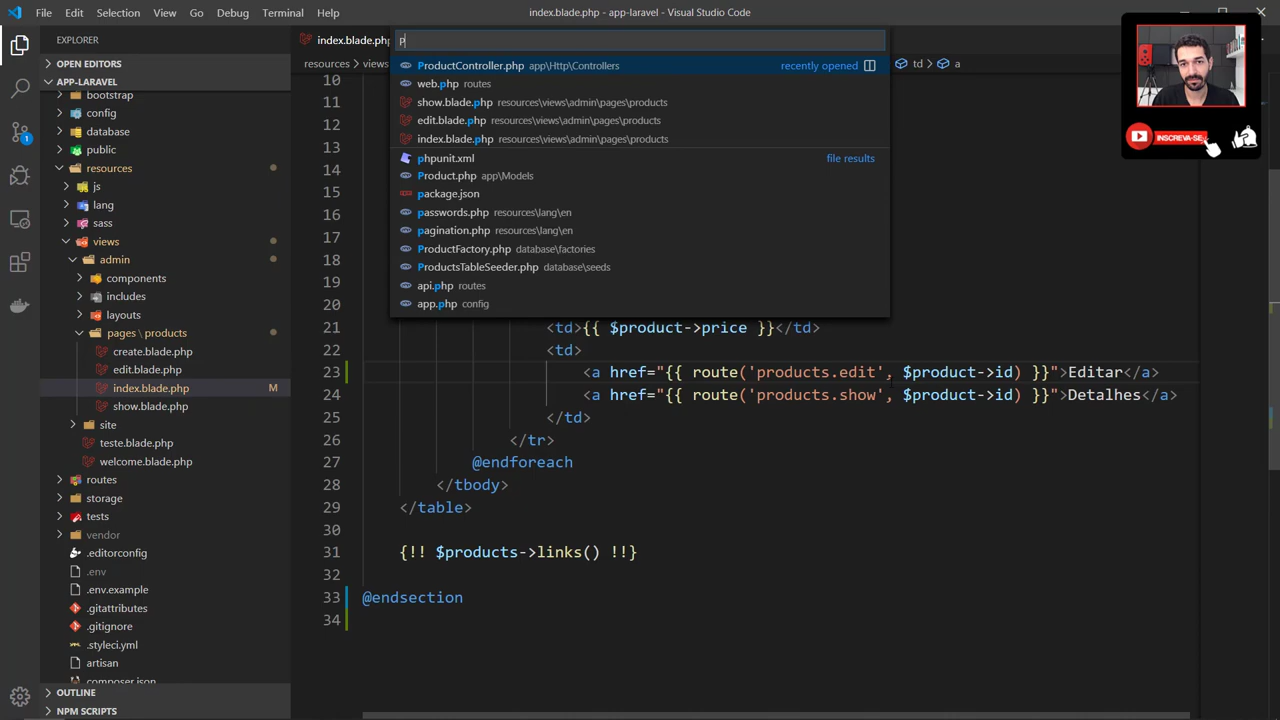 File Edit Selection View Go Debug Terminal Help
index.blade.php - app-laravel - Visual Studio Code
EXPLORER
OPEN EDITORS
APP-LARAVEL
bootstrap
config
database
public
resources
js
lang
sass
views
admin
components
includes
layouts
pages \ products
create.blade.php
edit.blade.php
index.blade.php M
show.blade.php
site
teste.blade.php
welcome.blade.php
routes
storage
tests
vendor
.editorconfig
.env
.env.example
.gitattributes
.gitignore
.styleci.yml
artisan
composer.json
OUTLINE
NPM SCRIPTS
1
index.blade.php
resources views
td a
p
ProductController.php app\Http\Controllers recently opened
web.php routes
show.blade.php resources\views\admin\pages\products
edit.blade.php resources\views\admin\pages\products
index.blade.php resources\views\admin\pages\products
phpunit.xml file results
Product.php app\Models
package.json
passwords.php resources\lang\en
pagination.php resources\lang\en
ProductFactory.php database\factories
ProductsTableSeeder.php database\seeds
api.php routes
app.php config
10
11
12
13
14
15
16
17
18
19
20
21 <td>{{ $product->price }}</td>
22 <td>
23 <a href="{{ route('products.edit', $product->id) }}">Editar</a>
24 <a href="{{ route('products.show', $product->id) }}">Detalhes</a>
25 </td>
26 </tr>
27 @endforeach
28 </tbody>
29 </table>
30
31 {!! $products->links() !!}
32
33 @endsection
34
INSCREVA-SE